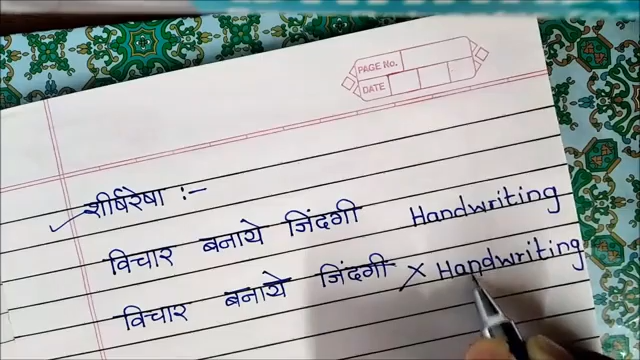 PAGE No.
DATE
शीर्षरेषा :-
विचार बनाये जिंदगी Handwriting
विचार बनाये जिंदगी × Handwriting